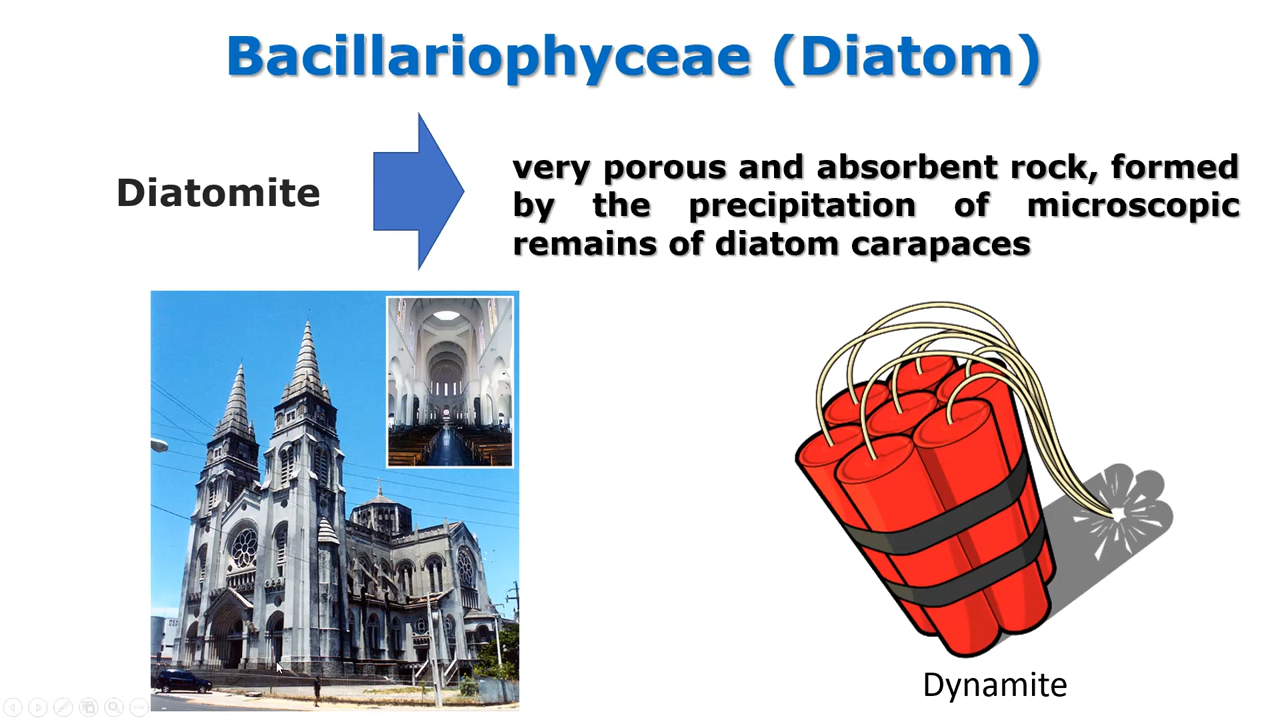 Bacillariophyceae (Diatom)
Diatomite
very porous and absorbent rock, formed
by the precipitation of microscopic
remains of diatom carapaces
Dynamite